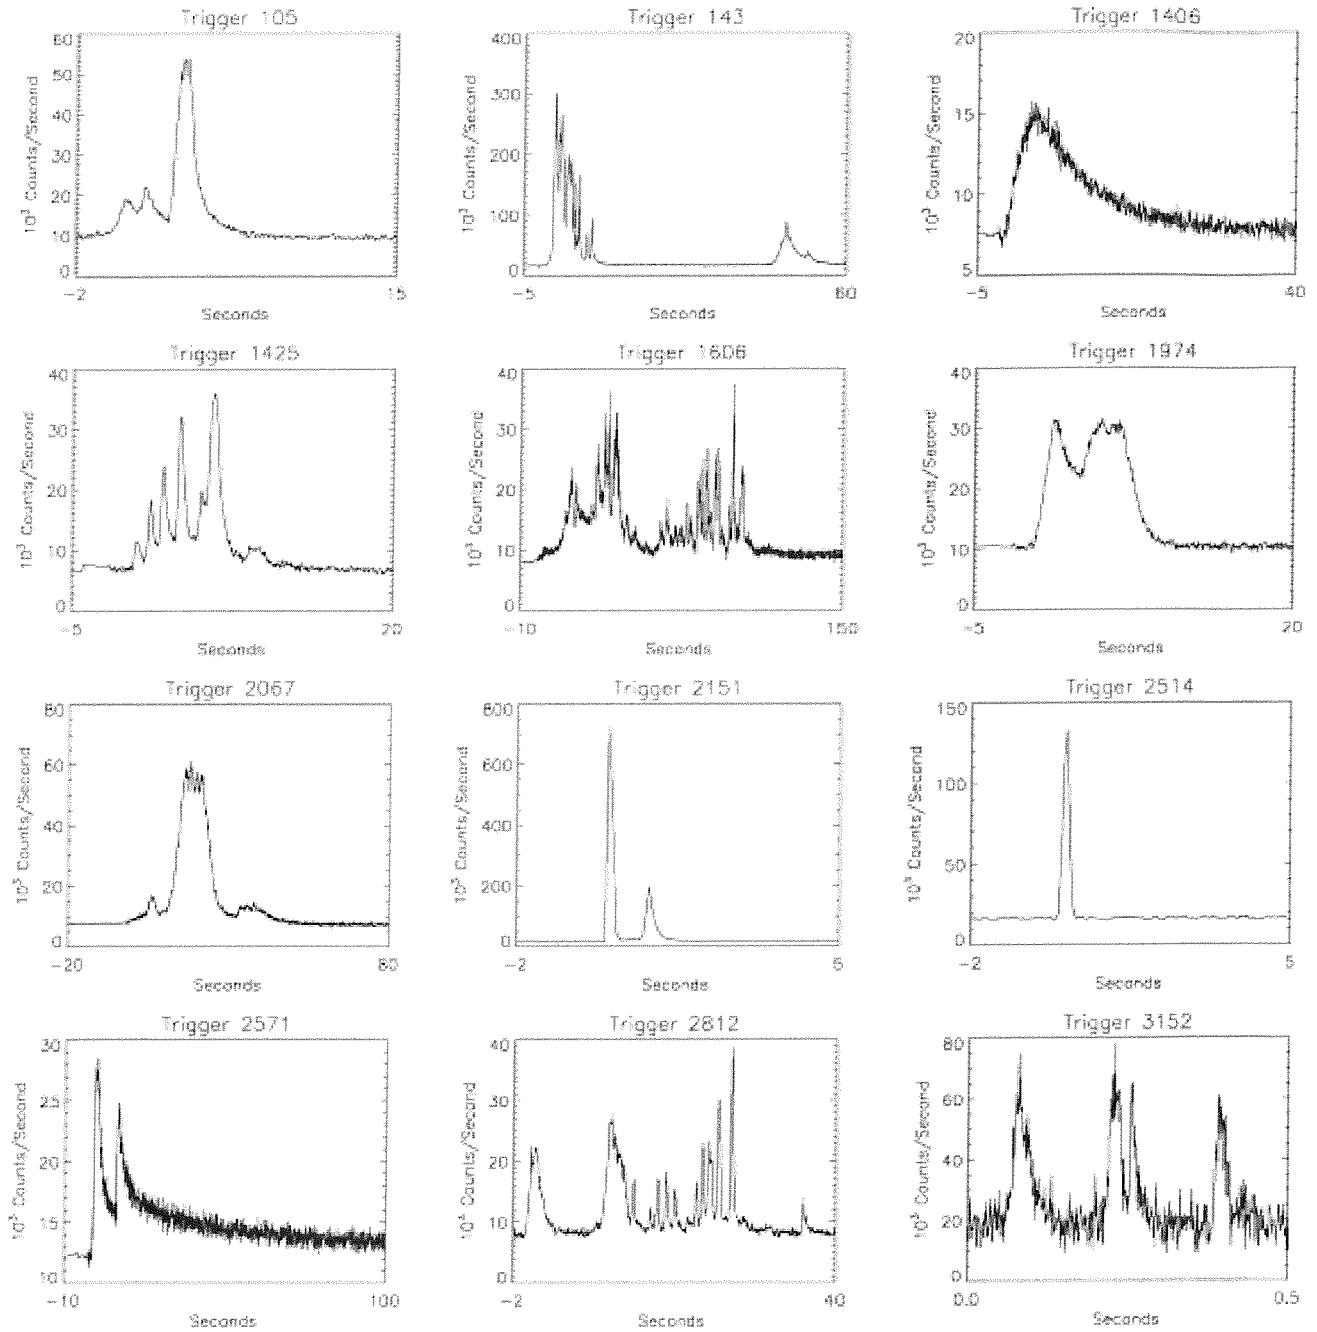 Trigger 105
60
50
40
30
20
10
0
10³ Counts/Second
-2
15
Seconds
Trigger 143
400
300
200
100
0
10³ Counts/Second
-5
60
Seconds
Trigger 1406
20
15
10
5
10³ Counts/Second
-5
40
Seconds
Trigger 1425
40
30
20
10
0
10³ Counts/Second
-5
20
Seconds
Trigger 1606
40
30
20
10
0
10³ Counts/Second
-10
150
Seconds
Trigger 1974
40
30
20
10
0
10³ Counts/Second
-5
20
Seconds
Trigger 2067
80
60
40
20
0
10³ Counts/Second
-20
80
Seconds
Trigger 2151
800
600
400
200
0
10³ Counts/Second
-2
5
Seconds
Trigger 2514
150
100
50
0
10³ Counts/Second
-2
5
Seconds
Trigger 2571
30
25
20
15
10
10³ Counts/Second
-10
100
Seconds
Trigger 2812
40
30
20
10
0
10³ Counts/Second
-2
40
Seconds
Trigger 3152
80
60
40
20
0
10³ Counts/Second
0.0
0.5
Seconds